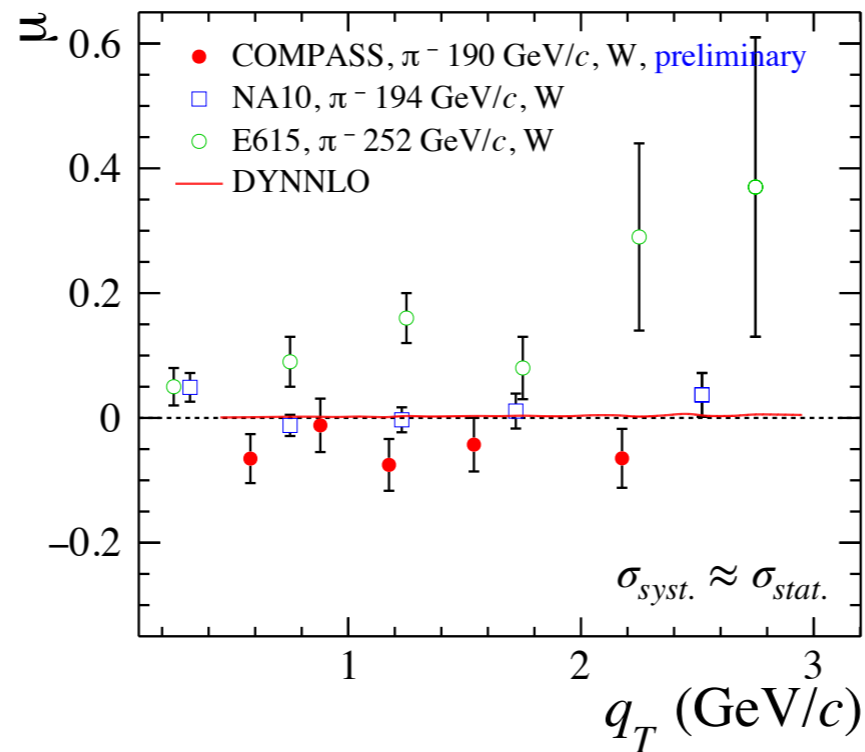 μ
0.6
0.4
0.2
0
−0.2
COMPASS, π⁻ 190 GeV/c, W, preliminary
NA10, π⁻ 194 GeV/c, W
E615, π⁻ 252 GeV/c, W
DYNNLO
σsyst. ≈ σstat.
1 2 3
qT (GeV/c)